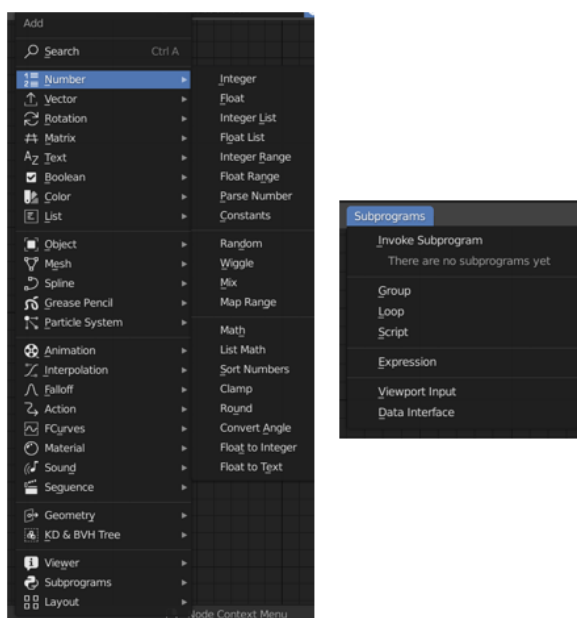 Add
Search Ctrl A
Number
Vector
Rotation
Matrix
Text
Boolean
Color
List
Object
Mesh
Spline
Grease Pencil
Particle System
Animation
Interpolation
Falloff
Action
FCurves
Material
Sound
Sequence
Geometry
KD & BVH Tree
Viewer
Subprograms
Layout
Integer
Float
Integer List
Float List
Integer Range
Float Range
Parse Number
Constants
Random
Wiggle
Mix
Map Range
Math
List Math
Sort Numbers
Clamp
Round
Convert Angle
Float to Integer
Float to Text
Node Context Menu
Subprograms
Invoke Subprogram
There are no subprograms yet
Group
Loop
Script
Expression
Viewport Input
Data Interface